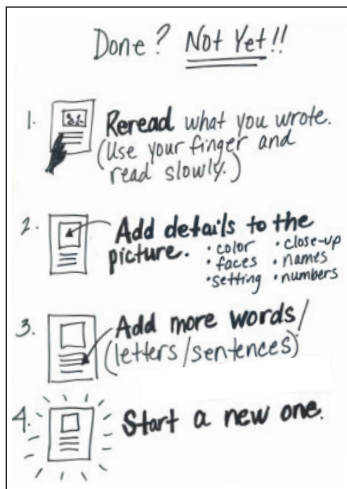 Done? Not Yet!!
1. Reread what you wrote.
(Use your finger and
read slowly.)
2. Add details to the
picture. • color • close-up
• faces • names
• setting • numbers
3. Add more words/
(letters/sentences)
4. Start a new one.